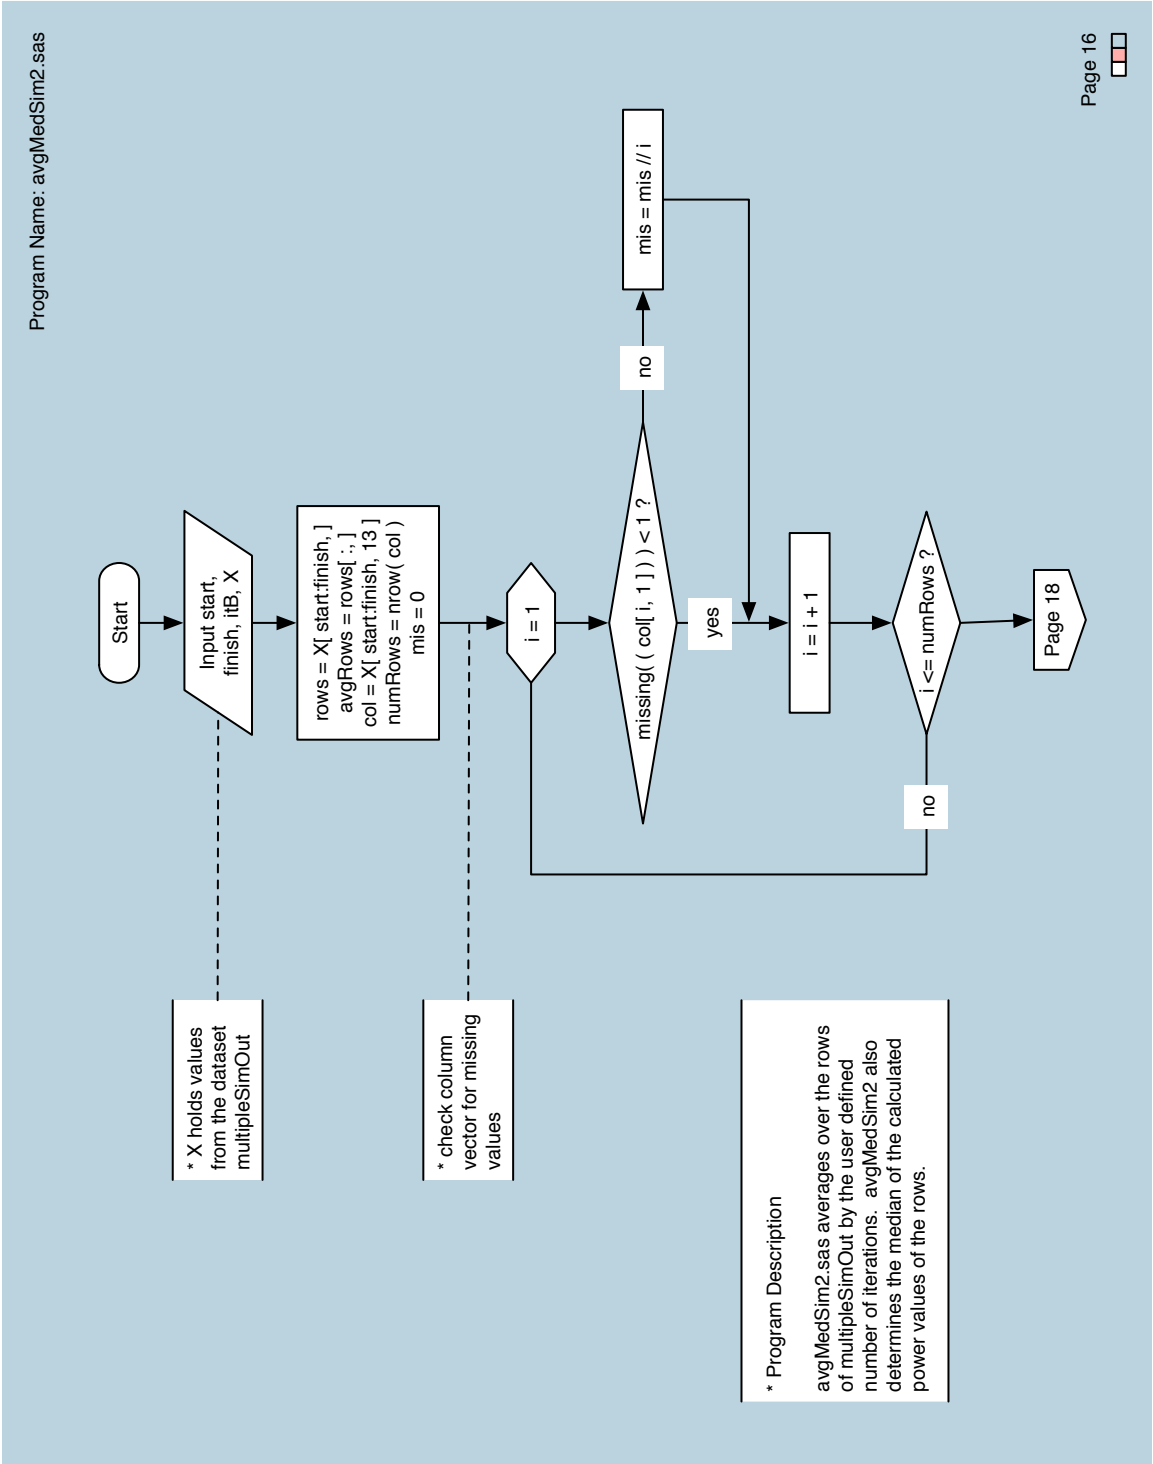 Program Name: avgMedSim2.sas
Start
Input start,
finish, itB, X
* X holds values
from the dataset
multipleSimOut
rows = X[ start:finish, ]
avgRows = rows[ :, ]
col = X[ start:finish, 13 ]
numRows = nrow( col )
mis = 0
* check column
vector for missing
values
i = 1
missing( ( col[ i, 1 ] ) ) < 1 ?
no
mis = mis // i
yes
i = i + 1
i <= numRows ?
no
Page 18
* Program Description
avgMedSim2.sas averages over the rows
of multipleSimOut by the user defined
number of iterations.  avgMedSim2 also
determines the median of the calculated
power values of the rows.
Page 16